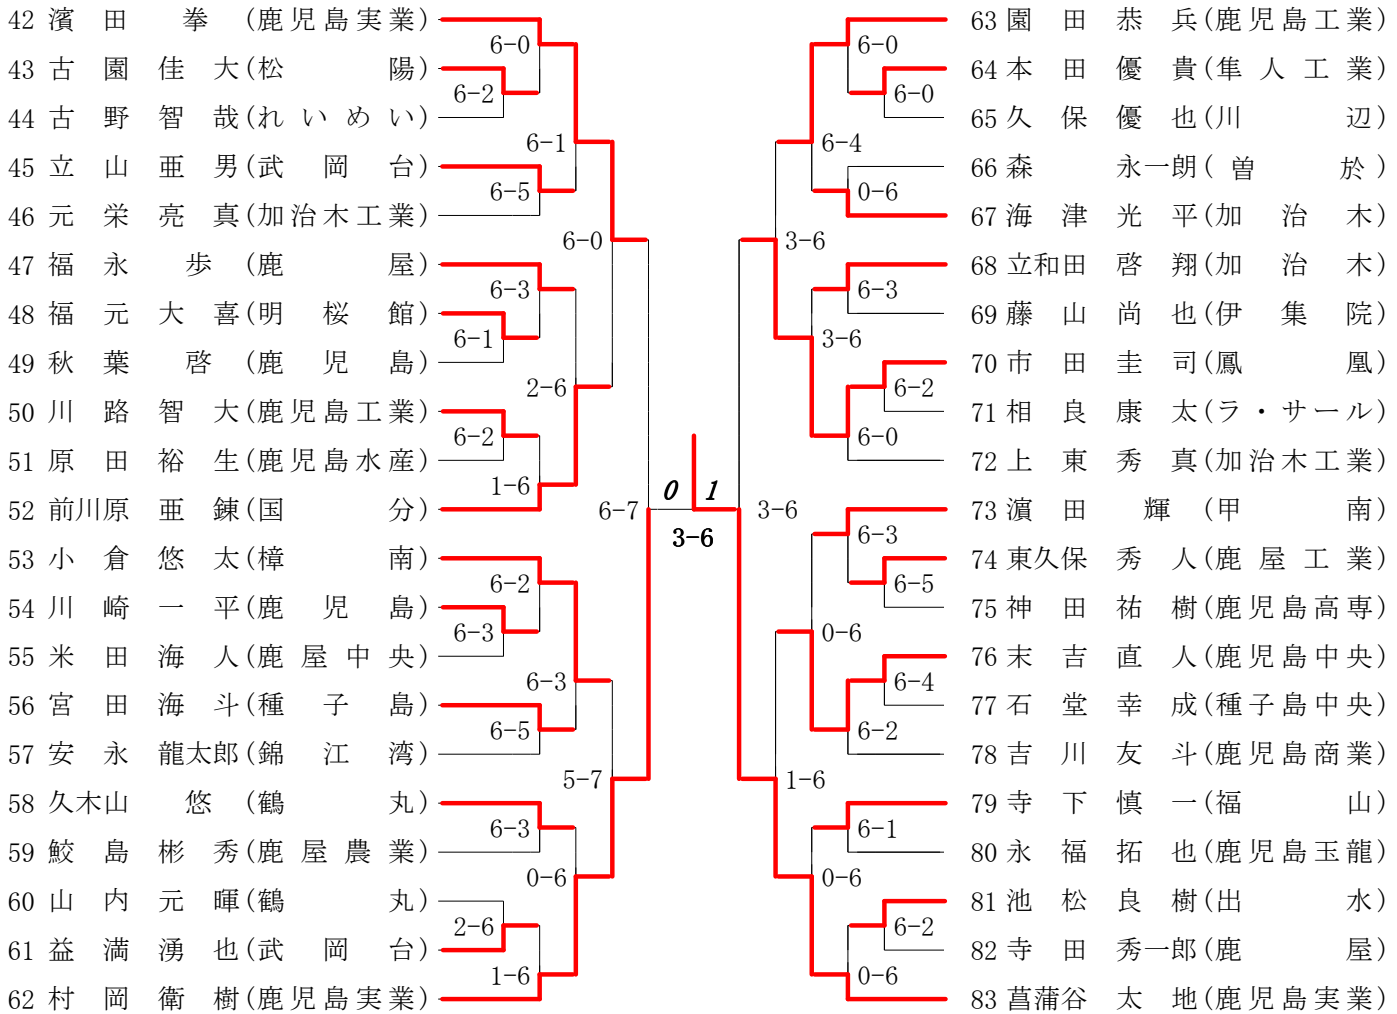 42 濱田 拳 (鹿児島実業)
43 古園佳大(松陽)
44 古野智哉(れいめい)
45 立山亜男(武岡台)
46 元栄亮真(加治木工業)
47 福永 歩 (鹿屋)
48 福元大喜(明桜館)
49 秋葉 啓 (鹿児島)
50 川路智大(鹿児島工業)
51 原田裕生(鹿児島水産)
52 前川原亜錬(国分)
53 小倉悠太(樟南)
54 川崎一平(鹿児島)
55 米田海人(鹿屋中央)
56 宮田海斗(種子島)
57 安永龍太郎(錦江湾)
58 久木山 悠 (鶴丸)
59 鮫島彬秀(鹿屋農業)
60 山内元暉(鶴丸)
61 益満湧也(武岡台)
62 村岡衛樹(鹿児島実業)
6-0
6-2
6-1
6-5
6-0
6-3
6-1
2-6
6-2
1-6
6-7
6-2
6-3
6-3
6-5
5-7
6-3
0-6
2-6
1-6
0 1
3-6
6-0
6-0
6-4
0-6
3-6
6-3
3-6
6-2
6-0
3-6
6-3
6-5
0-6
6-4
6-2
1-6
6-1
0-6
6-2
0-6
63 園田恭兵(鹿児島工業)
64 本田優貴(隼人工業)
65 久保優也(川辺)
66 森 永一朗(曽於)
67 海津光平(加治木)
68 立和田啓翔(加治木)
69 藤山尚也(伊集院)
70 市田圭司(鳳凰)
71 相良康太(ラ・サール)
72 上東秀真(加治木工業)
73 濵田 輝 (甲南)
74 東久保秀人(鹿屋工業)
75 神田祐樹(鹿児島高専)
76 末吉直人(鹿児島中央)
77 石堂幸成(種子島中央)
78 吉川友斗(鹿児島商業)
79 寺下慎一(福山)
80 永福拓也(鹿児島玉龍)
81 池松良樹(出水)
82 寺田秀一郎(鹿屋)
83 菖蒲谷太地(鹿児島実業)